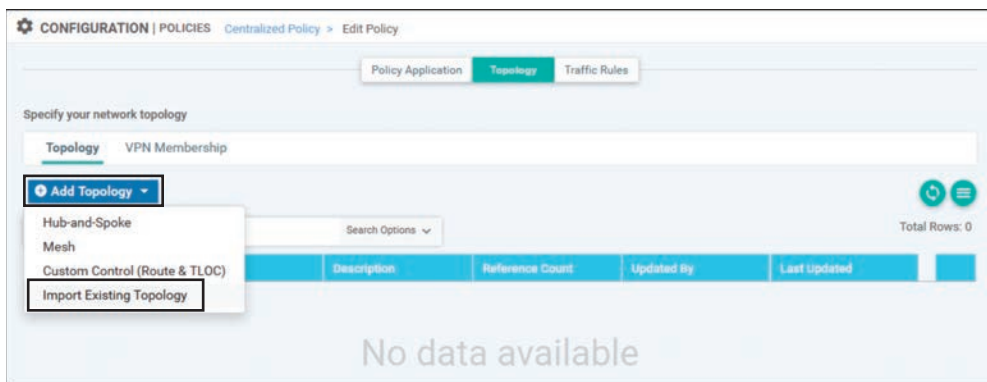 CONFIGURATION | POLICIES Centralized Policy > Edit Policy
Policy Application Topology Traffic Rules
Specify your network topology
Topology VPN Membership
Add Topology
Hub-and-Spoke
Search Options
Total Rows: 0
Mesh
Custom Control (Route & TLOC)
Description Reference Count Updated By Last Updated
Import Existing Topology
No data available